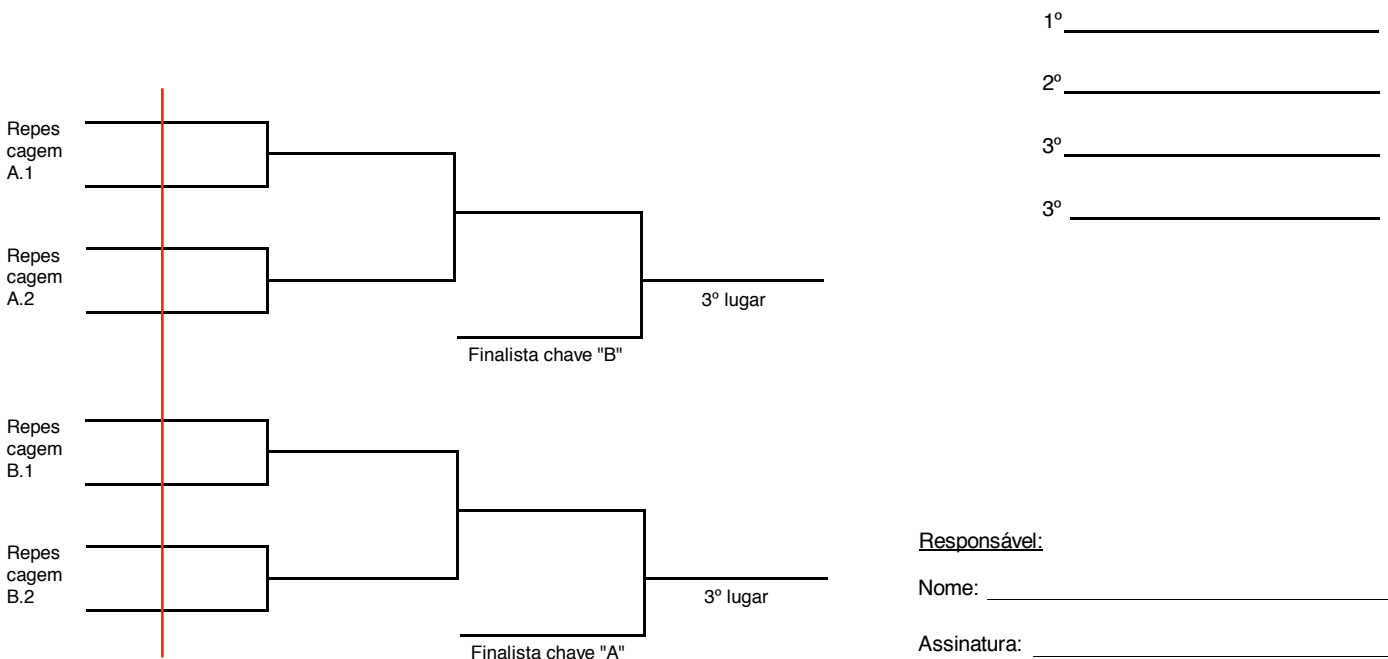 1º
2º
3º
3º
Repes
cagem
A.1
Repes
cagem
A.2
3º lugar
Finalista chave "B"
Repes
cagem
B.1
Repes
cagem
B.2
3º lugar
Finalista chave "A"
Responsável:
Nome:
Assinatura: